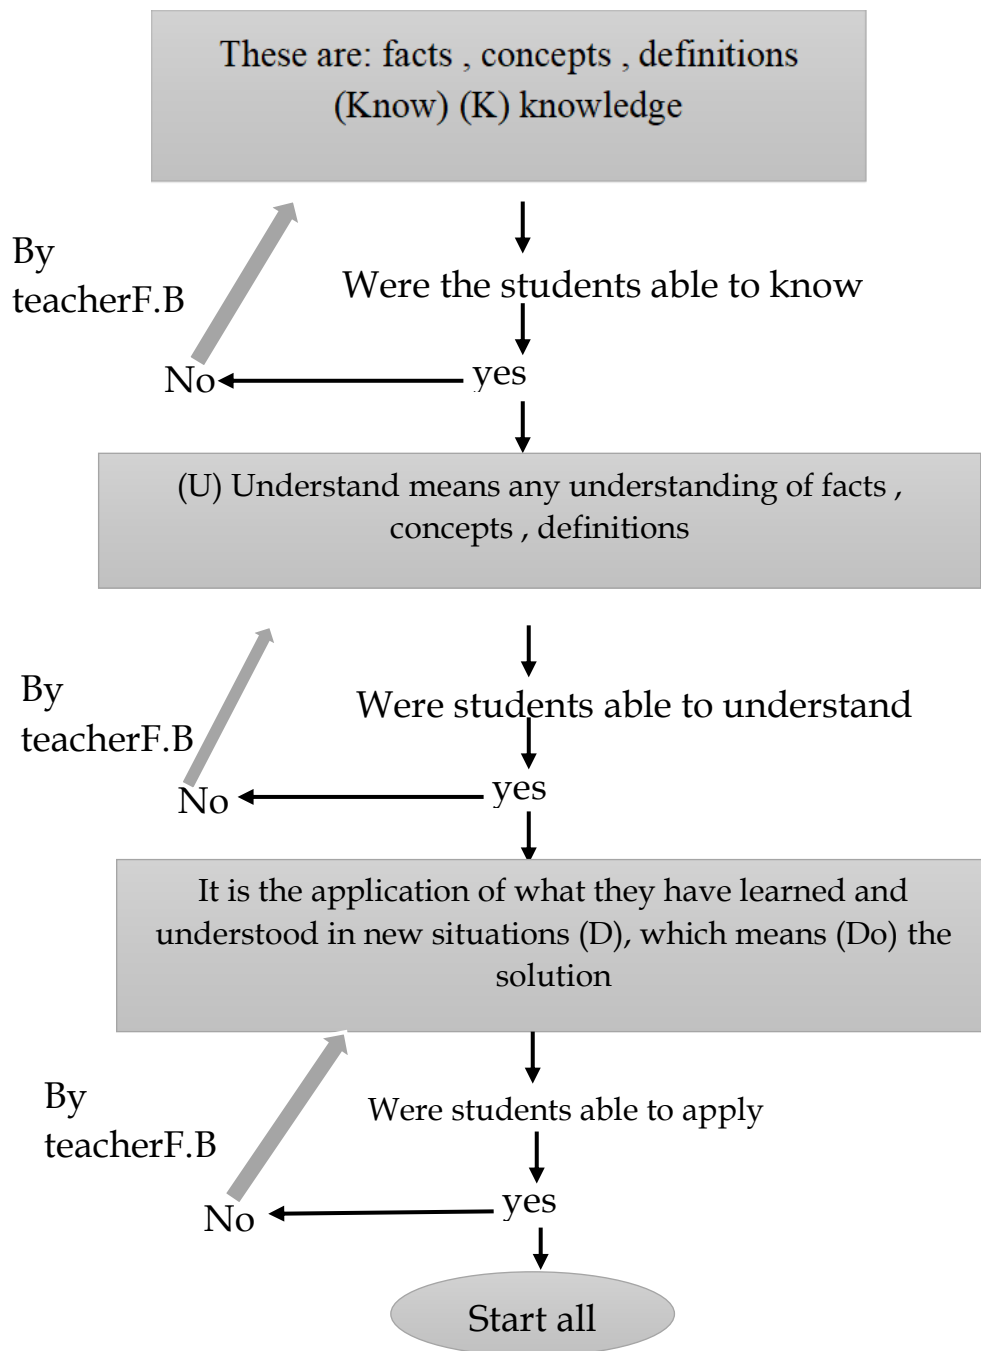 These are: facts , concepts , definitions
(Know) (K) knowledge
By
teacherF.B
Were the students able to know
No
yes
(U) Understand means any understanding of facts ,
concepts , definitions
By
teacherF.B
Were students able to understand
No
yes
It is the application of what they have learned and
understood in new situations (D), which means (Do) the
solution
By
teacherF.B
Were students able to apply
No
yes
Start all